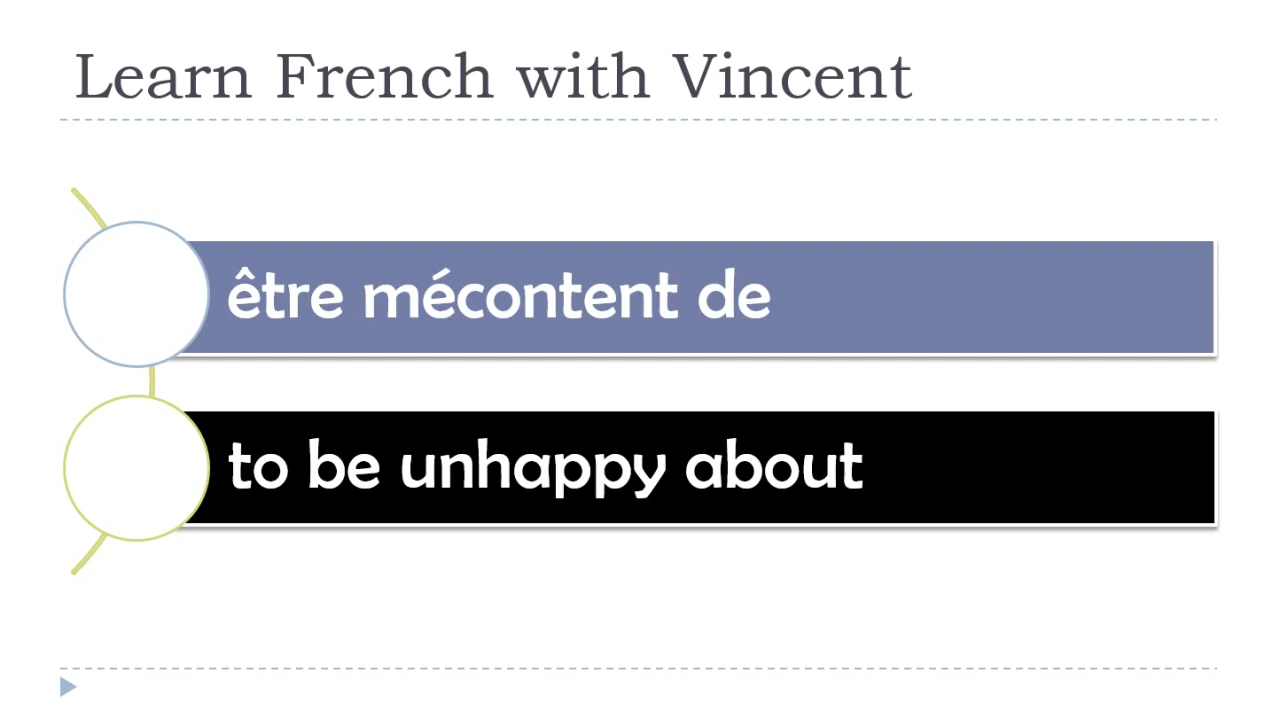 Learn French with Vincent
être mécontent de
to be unhappy about